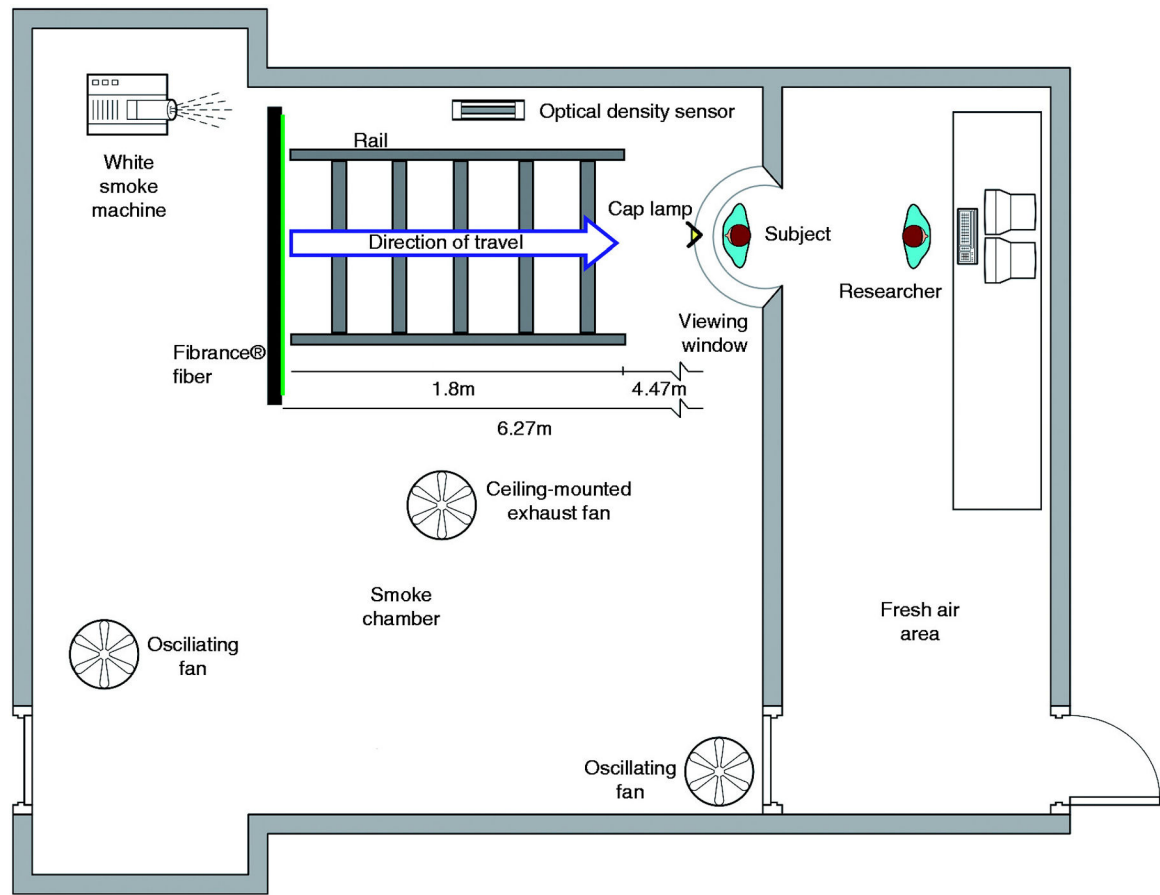 White
smoke
machine
Optical density sensor
Rail
Direction of travel
Cap lamp
Subject
Researcher
Viewing
window
Fibrance®
fiber
1.8m
4.47m
6.27m
Ceiling-mounted
exhaust fan
Smoke
chamber
Fresh air
area
Osciliating
fan
Oscillating
fan